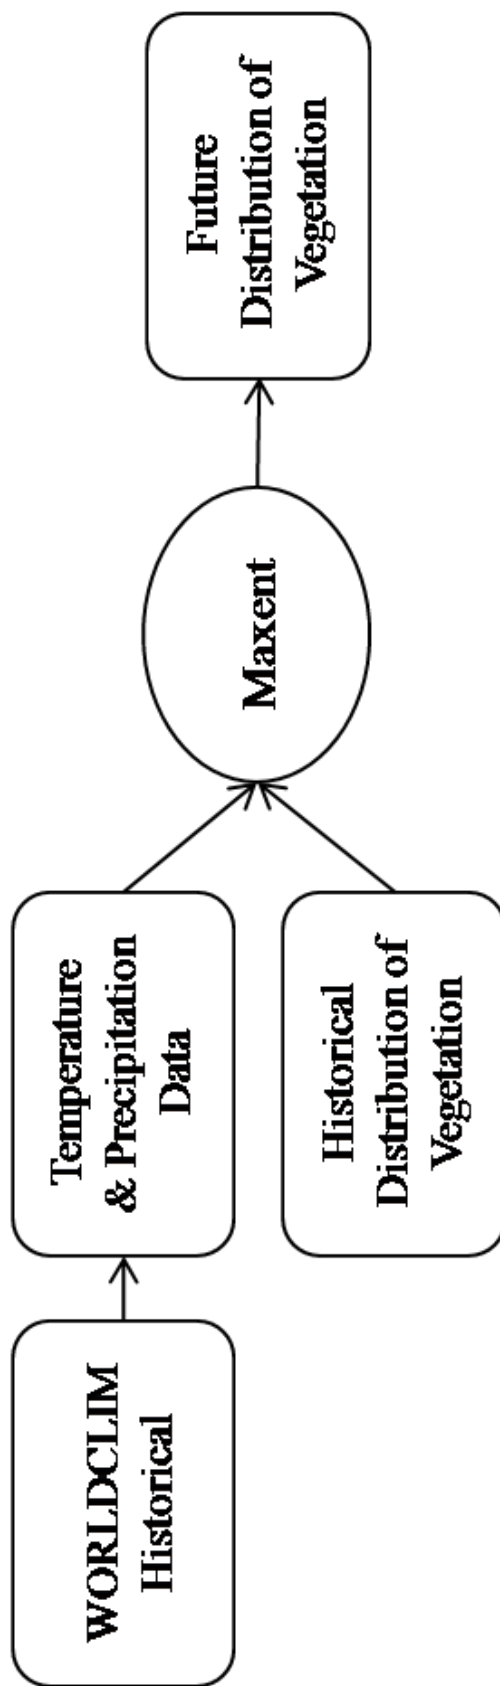 WORLDCLIM
Historical
Temperature
& Precipitation
Data
Historical
Distribution of
Vegetation
Maxent
Future
Distribution of
Vegetation